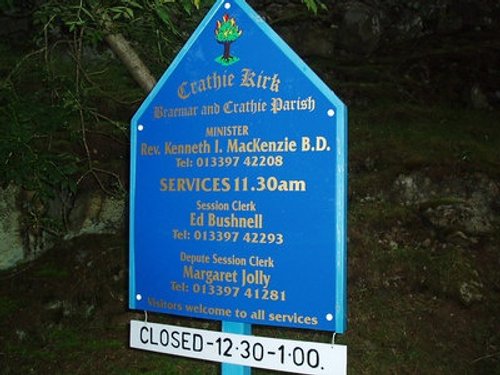 Crathie Kirk
Braemar and Crathie Parish
MINISTER
Rev. Kenneth I. MacKenzie B.D.
Tel: 013397 42208
SERVICES 11.30am
Session Clerk
Ed Bushnell
Tel: 013397 42293
Depute Session Clerk
Margaret Jolly
Tel: 013397 41281
Visitors welcome to all services
CLOSED-12·30-1·00.